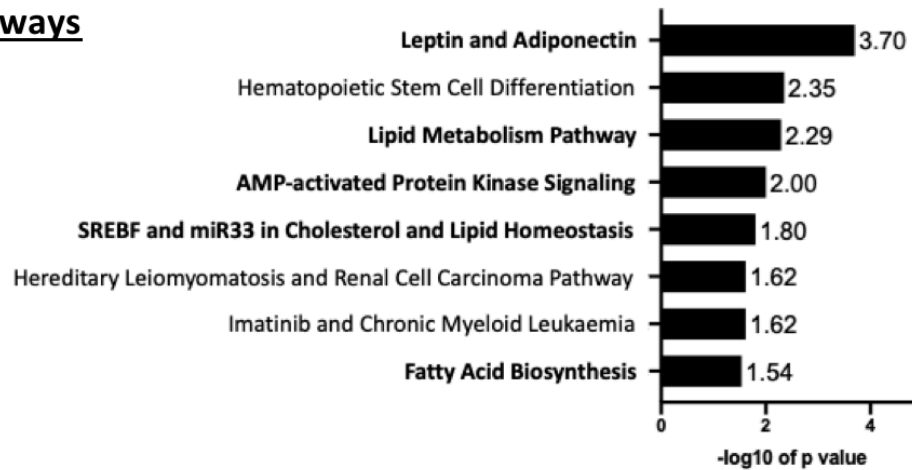 ways
Leptin and Adiponectin 3.70
Hematopoietic Stem Cell Differentiation 2.35
Lipid Metabolism Pathway 2.29
AMP-activated Protein Kinase Signaling 2.00
SREBF and miR33 in Cholesterol and Lipid Homeostasis 1.80
Hereditary Leiomyomatosis and Renal Cell Carcinoma Pathway 1.62
Imatinib and Chronic Myeloid Leukaemia 1.62
Fatty Acid Biosynthesis 1.54
0 2 4
-log10 of p value